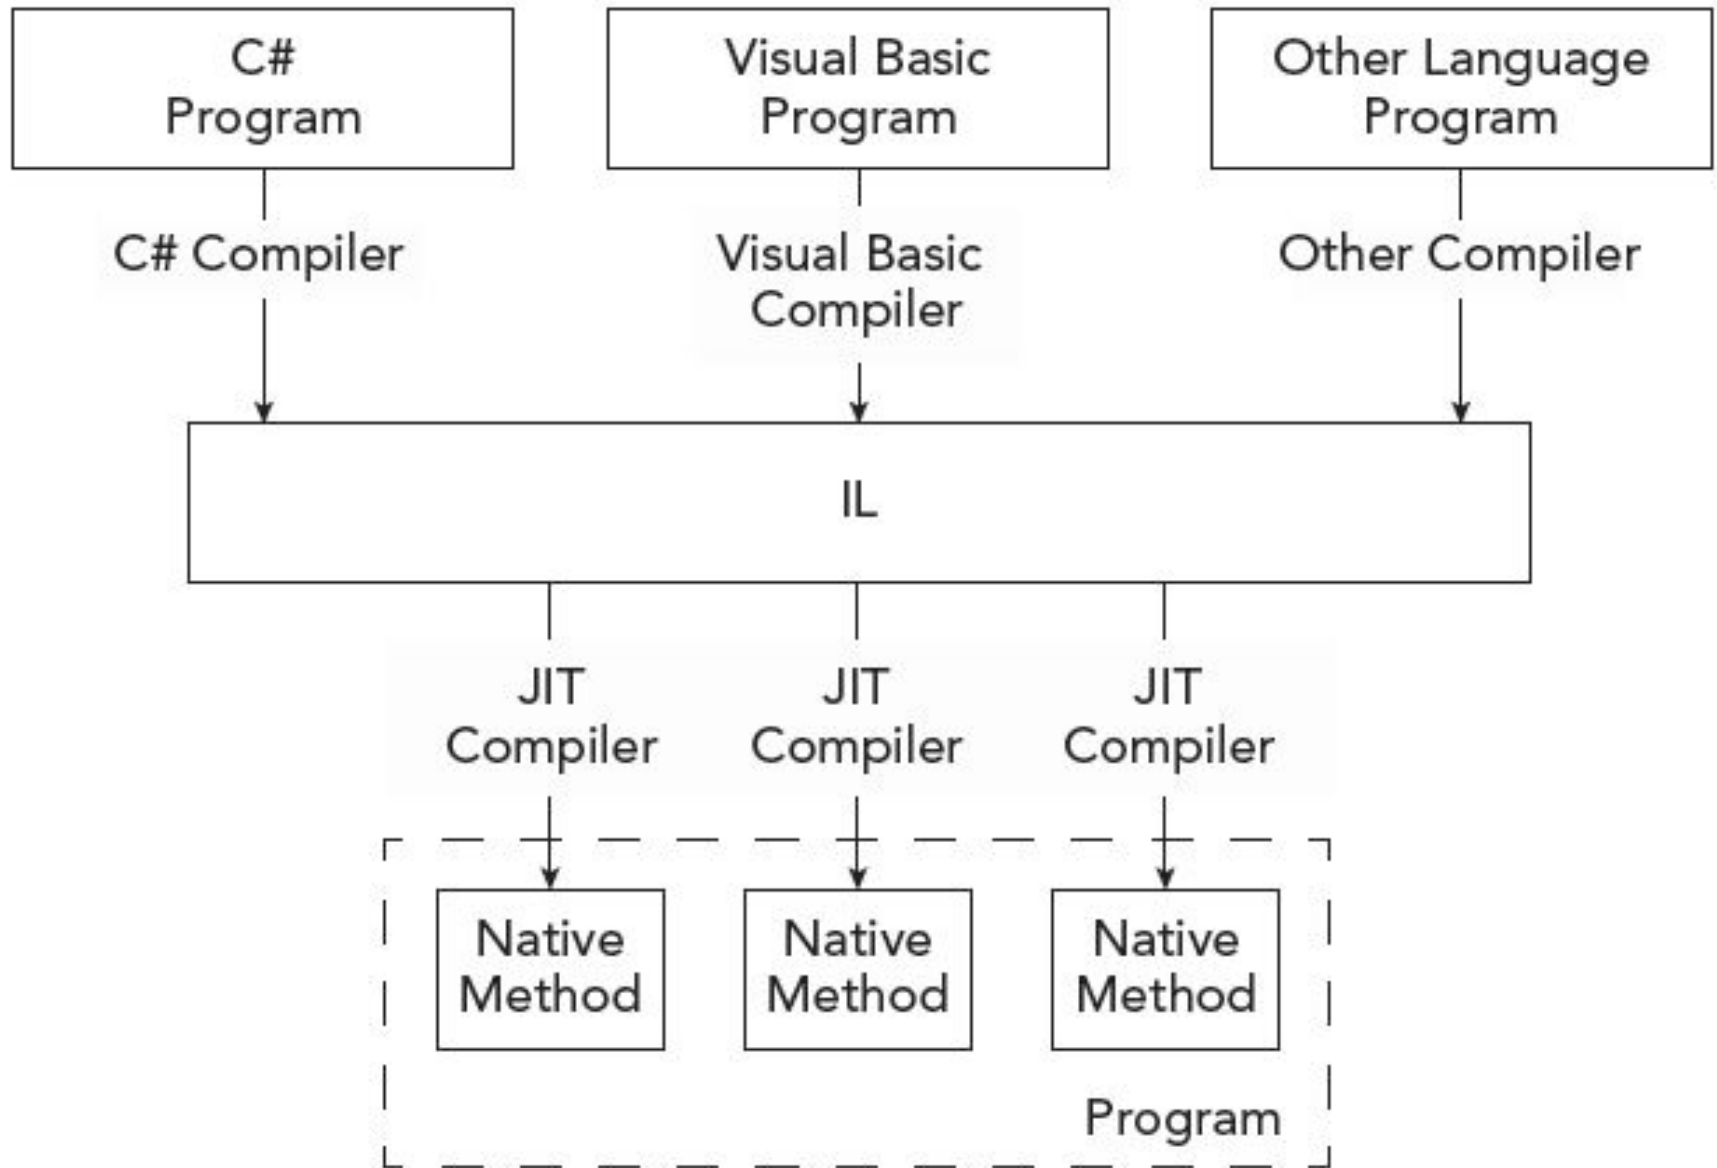 C#
Program
Visual Basic
Program
Other Language
Program
C# Compiler
Visual Basic
Compiler
Other Compiler
IL
JIT
Compiler
JIT
Compiler
JIT
Compiler
Native
Method
Native
Method
Native
Method
Program